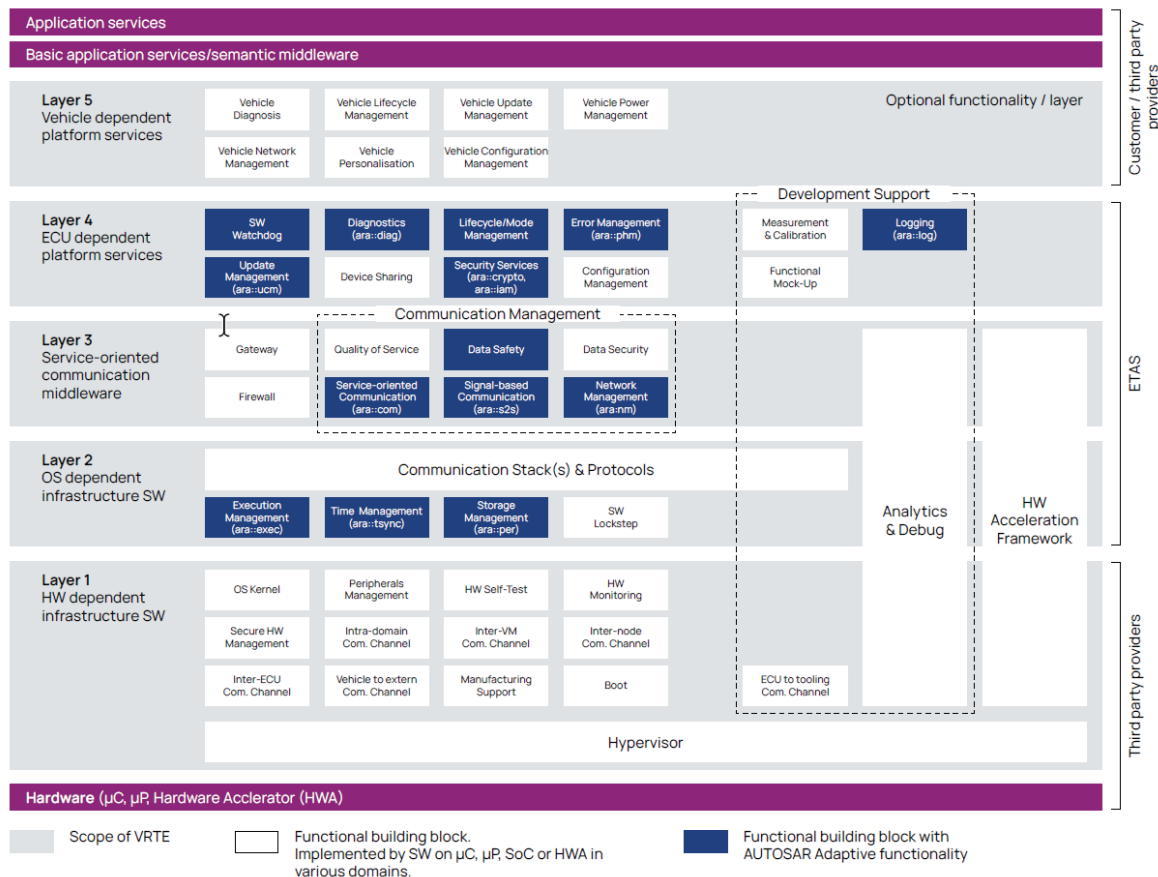 Application services
Basic application services/semantic middleware
Customer / third party
providers
Layer 5
Vehicle dependent
platform services
Vehicle
Diagnosis
Vehicle Lifecycle
Management
Vehicle Update
Management
Vehicle Power
Management
Optional functionality / layer
Vehicle Network
Management
Vehicle
Personalisation
Vehicle Configuration
Management
Development Support
Layer 4
ECU dependent
platform services
SW
Watchdog
Diagnostics
(ara::diag)
Lifecycle/Mode
Management
Error Management
(ara::phm)
Measurement
& Calibration
Logging
(ara::log)
Update
Management
(ara::ucm)
Device Sharing
Security Services
(ara::crypto,
ara::iam)
Configuration
Management
Functional
Mock-Up
ETAS
Communication Management
Layer 3
Service-oriented
communication
middleware
Gateway
Quality of Service
Data Safety
Data Security
Firewall
Service-oriented
Communication
(ara::com)
Signal-based
Communication
(ara::s2s)
Network
Management
(ara:nm)
Layer 2
OS dependent
infrastructure SW
Communication Stack(s) & Protocols
Execution
Management
(ara::exec)
Time Management
(ara::tsync)
Storage
Management
(ara::per)
SW
Lockstep
Analytics
& Debug
HW
Acceleration
Framework
Layer 1
HW dependent
infrastructure SW
OS Kernel
Peripherals
Management
HW Self-Test
HW
Monitoring
Secure HW
Management
Intra-domain
Com. Channel
Inter-VM
Com. Channel
Inter-node
Com. Channel
Inter-ECU
Com. Channel
Vehicle to extern
Com. Channel
Manufacturing
Support
Boot
ECU to tooling
Com. Channel
Third party providers
Hypervisor
Hardware (µC, µP, Hardware Acclerator (HWA)
Scope of VRTE
Functional building block.
Implemented by SW on µC, µP, SoC or HWA in
various domains.
Functional building block with
AUTOSAR Adaptive functionality